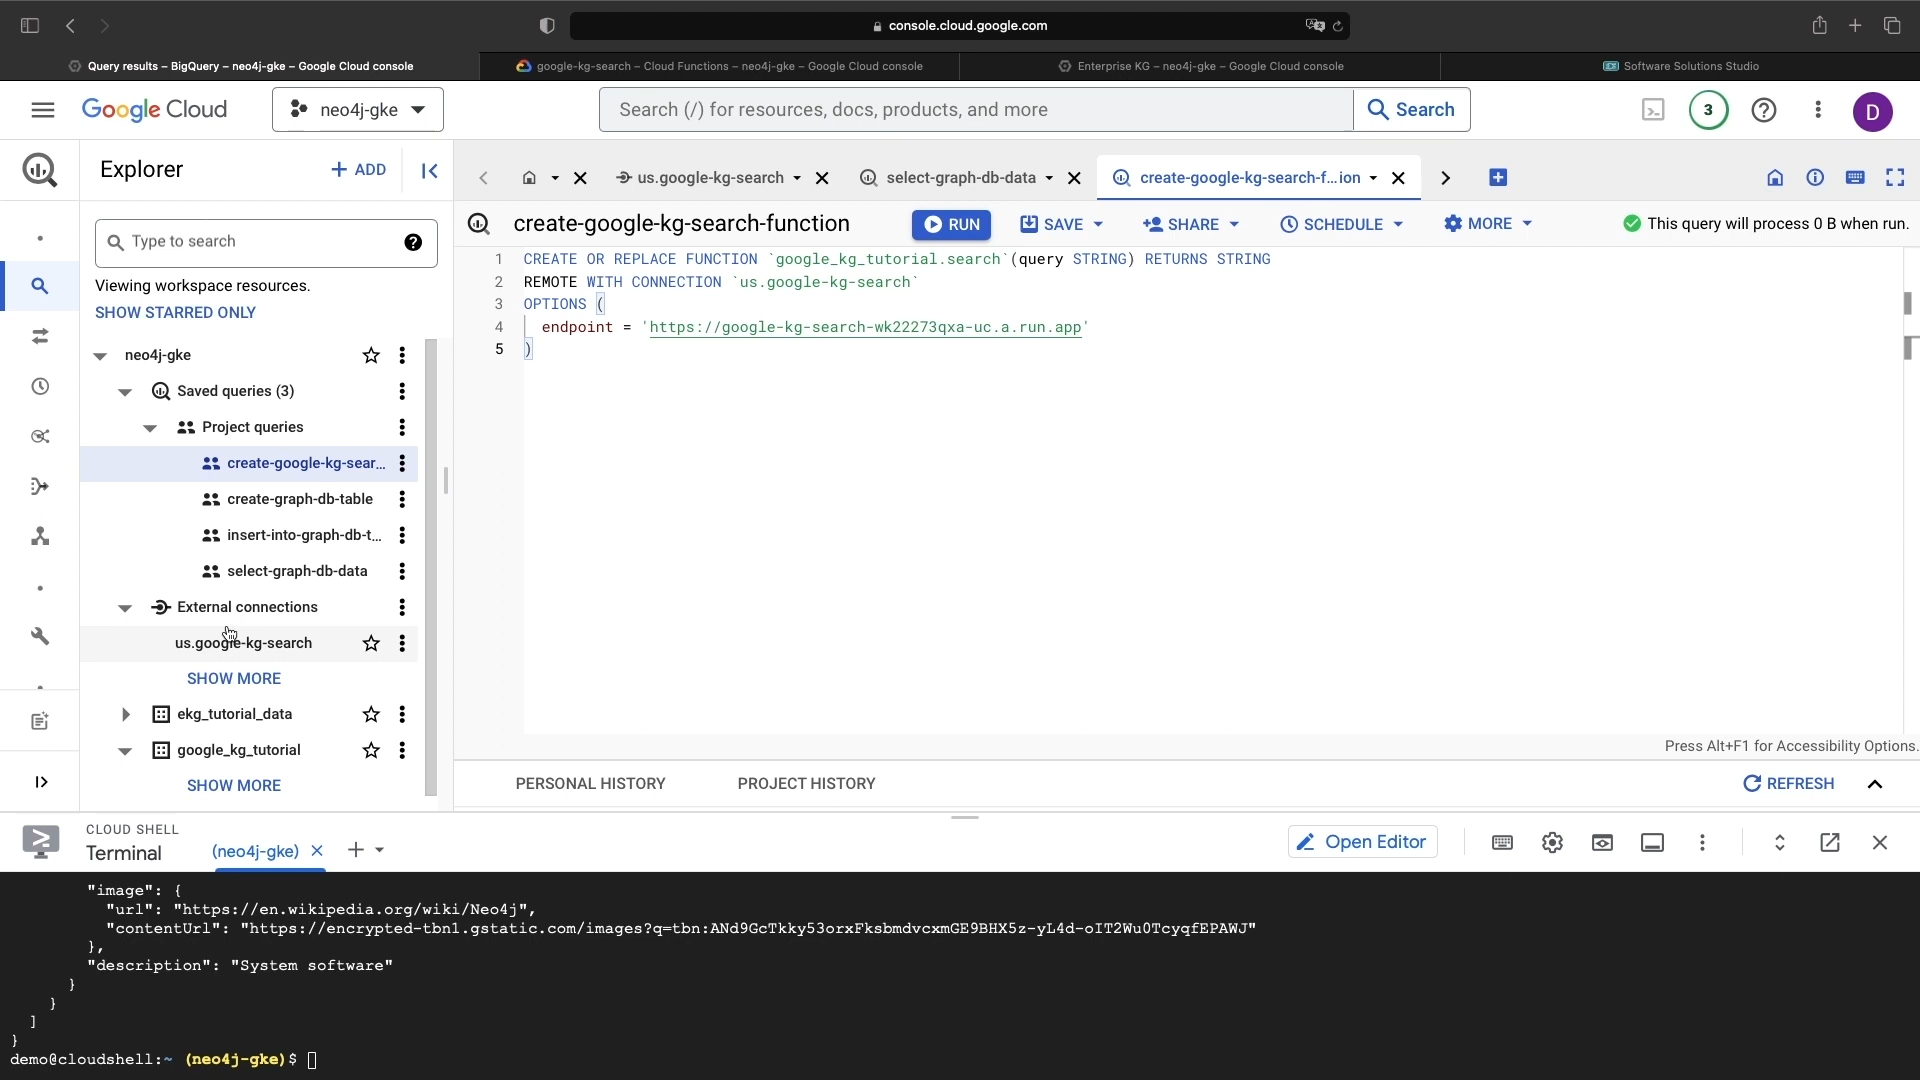 console.cloud.google.com
Query results – BigQuery – neo4j-gke – Google Cloud console
google-kg-search – Cloud Functions – neo4j-gke – Google Cloud console
Enterprise KG – neo4j-gke – Google Cloud console
Software Solutions Studio
Google Cloud
neo4j-gke
Search (/) for resources, docs, products, and more
Search
3
D
Explorer
+ ADD
us.google-kg-search
select-graph-db-data
create-google-kg-search-f...ion
Type to search
create-google-kg-search-function
RUN
SAVE
SHARE
SCHEDULE
MORE
This query will process 0 B when run.
Viewing workspace resources.
SHOW STARRED ONLY
neo4j-gke
Saved queries (3)
Project queries
create-google-kg-sear...
create-graph-db-table
insert-into-graph-db-t...
select-graph-db-data
External connections
us.google-kg-search
SHOW MORE
ekg_tutorial_data
google_kg_tutorial
SHOW MORE
1 CREATE OR REPLACE FUNCTION `google_kg_tutorial.search`(query STRING) RETURNS STRING
2 REMOTE WITH CONNECTION `us.google-kg-search`
3 OPTIONS (
4 endpoint = 'https://google-kg-search-wk22273qxa-uc.a.run.app'
5 )
Press Alt+F1 for Accessibility Options.
PERSONAL HISTORY
PROJECT HISTORY
REFRESH
CLOUD SHELL
Terminal
(neo4j-gke)
Open Editor
"image": {
"url": "https://en.wikipedia.org/wiki/Neo4j",
"contentUrl": "https://encrypted-tbn1.gstatic.com/images?q=tbn:ANd9GcTkky53orxFksbmdvcxmGE9BHX5z-yL4d-oIT2Wu0TcyqfEPAWJ"
},
"description": "System software"
}
}
]
}
demo@cloudshell:~ (neo4j-gke)$